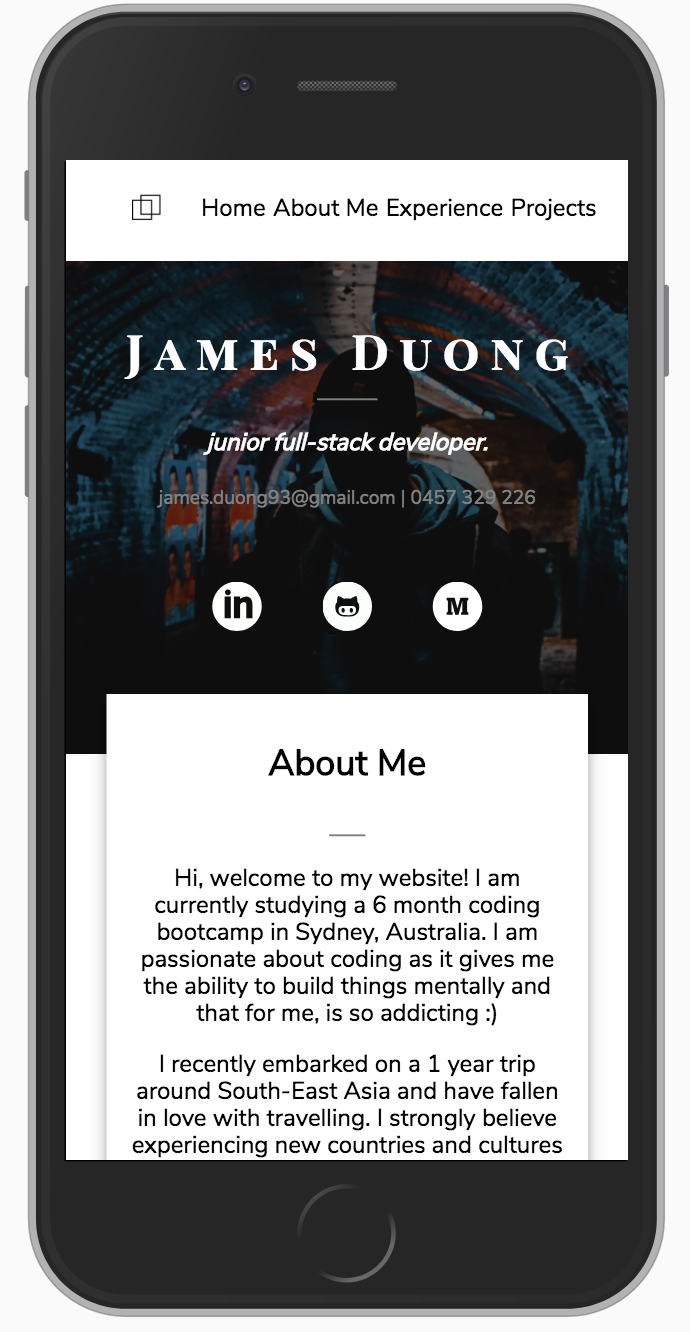 Home About Me Experience Projects
James Duong
junior full-stack developer.
james.duong93@gmail.com | 0457 329 226
in
M
About Me
Hi, welcome to my website! I am
currently studying a 6 month coding
bootcamp in Sydney, Australia. I am
passionate about coding as it gives me
the ability to build things mentally and
that for me, is so addicting :)
I recently embarked on a 1 year trip
around South-East Asia and have fallen
in love with travelling. I strongly believe
experiencing new countries and cultures